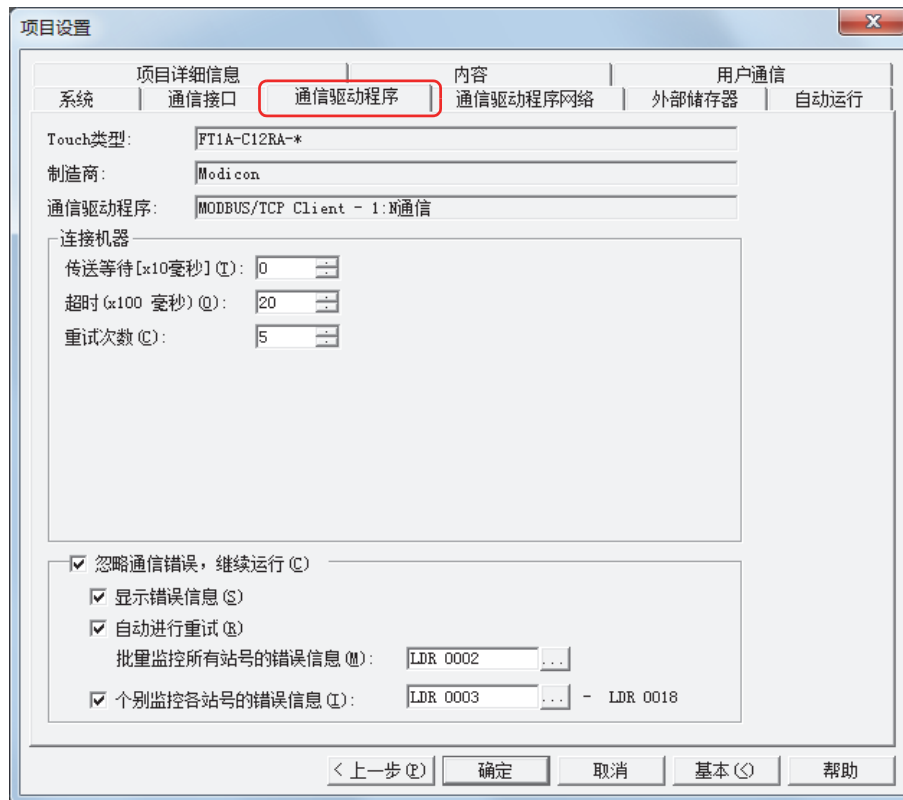 项目设置
项目详细信息 内容 用户通信
系统 通信接口 通信驱动程序 通信驱动程序网络 外部储存器 自动运行
Touch类型: FT1A-C12RA-*
制造商: Modicon
通信驱动程序: MODBUS/TCP Client - 1:N通信
连接机器
传送等待[x10毫秒](T): 0
超时(x100 毫秒)(O): 20
重试次数(C): 5
忽略通信错误，继续运行(C)
显示错误信息(S)
自动进行重试(R)
批量监控所有站号的错误信息(M): LDR 0002 ...
个别监控各站号的错误信息(I): LDR 0003 ... - LDR 0018
<上一步(P) 确定 取消 基本(<) 帮助